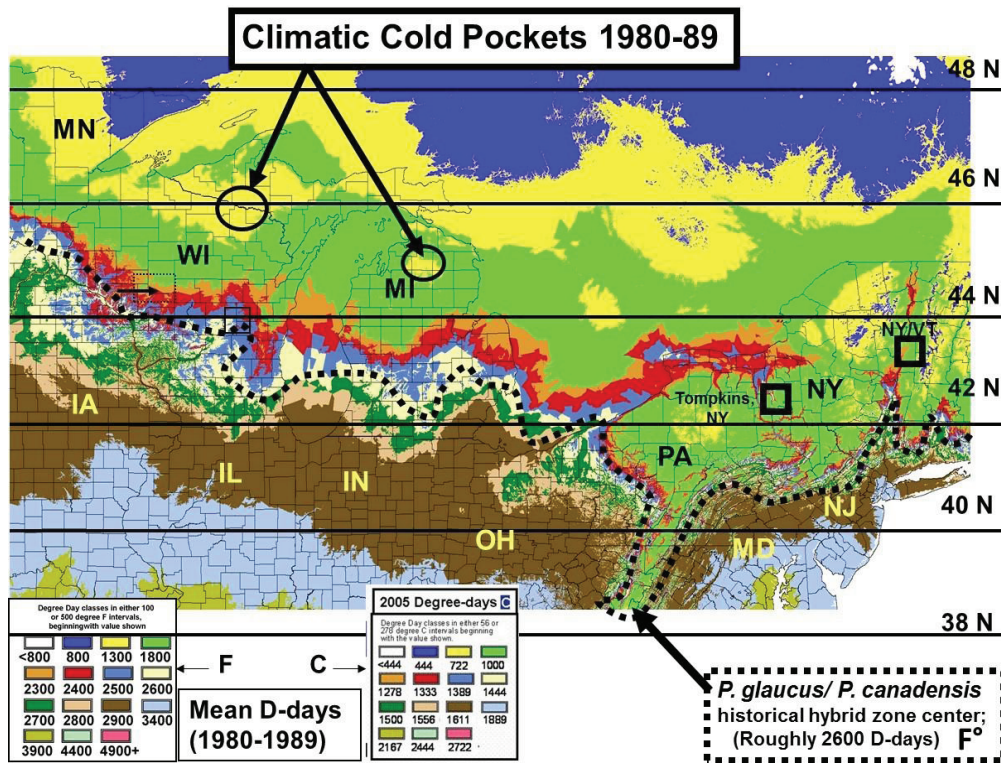 Climatic Cold Pockets 1980-89
48 N
MN
46 N
WI
MI
44 N
NY/VT
42 N
IA
Tompkins,
NY
NY
PA
IL
IN
40 N
NJ
OH
MD
38 N
Degree Day classes in either 100
or 500 degree F intervals,
beginningwith value shown
<800 800 1300 1800
2300 2400 2500 2600
2700 2800 2900 3400
3900 4400 4900+
F
C
Mean D-days
(1980-1989)
2005 Degree-days C
Degree Day classes in either 56 or
278 degree C intervals beginning
with the value shown.
<444 444 722 1000
1278 1333 1389 1444
1500 1556 1611 1889
2167 2444 2722
P. glaucus/ P. canadensis
historical hybrid zone center;
(Roughly 2600 D-days) F°